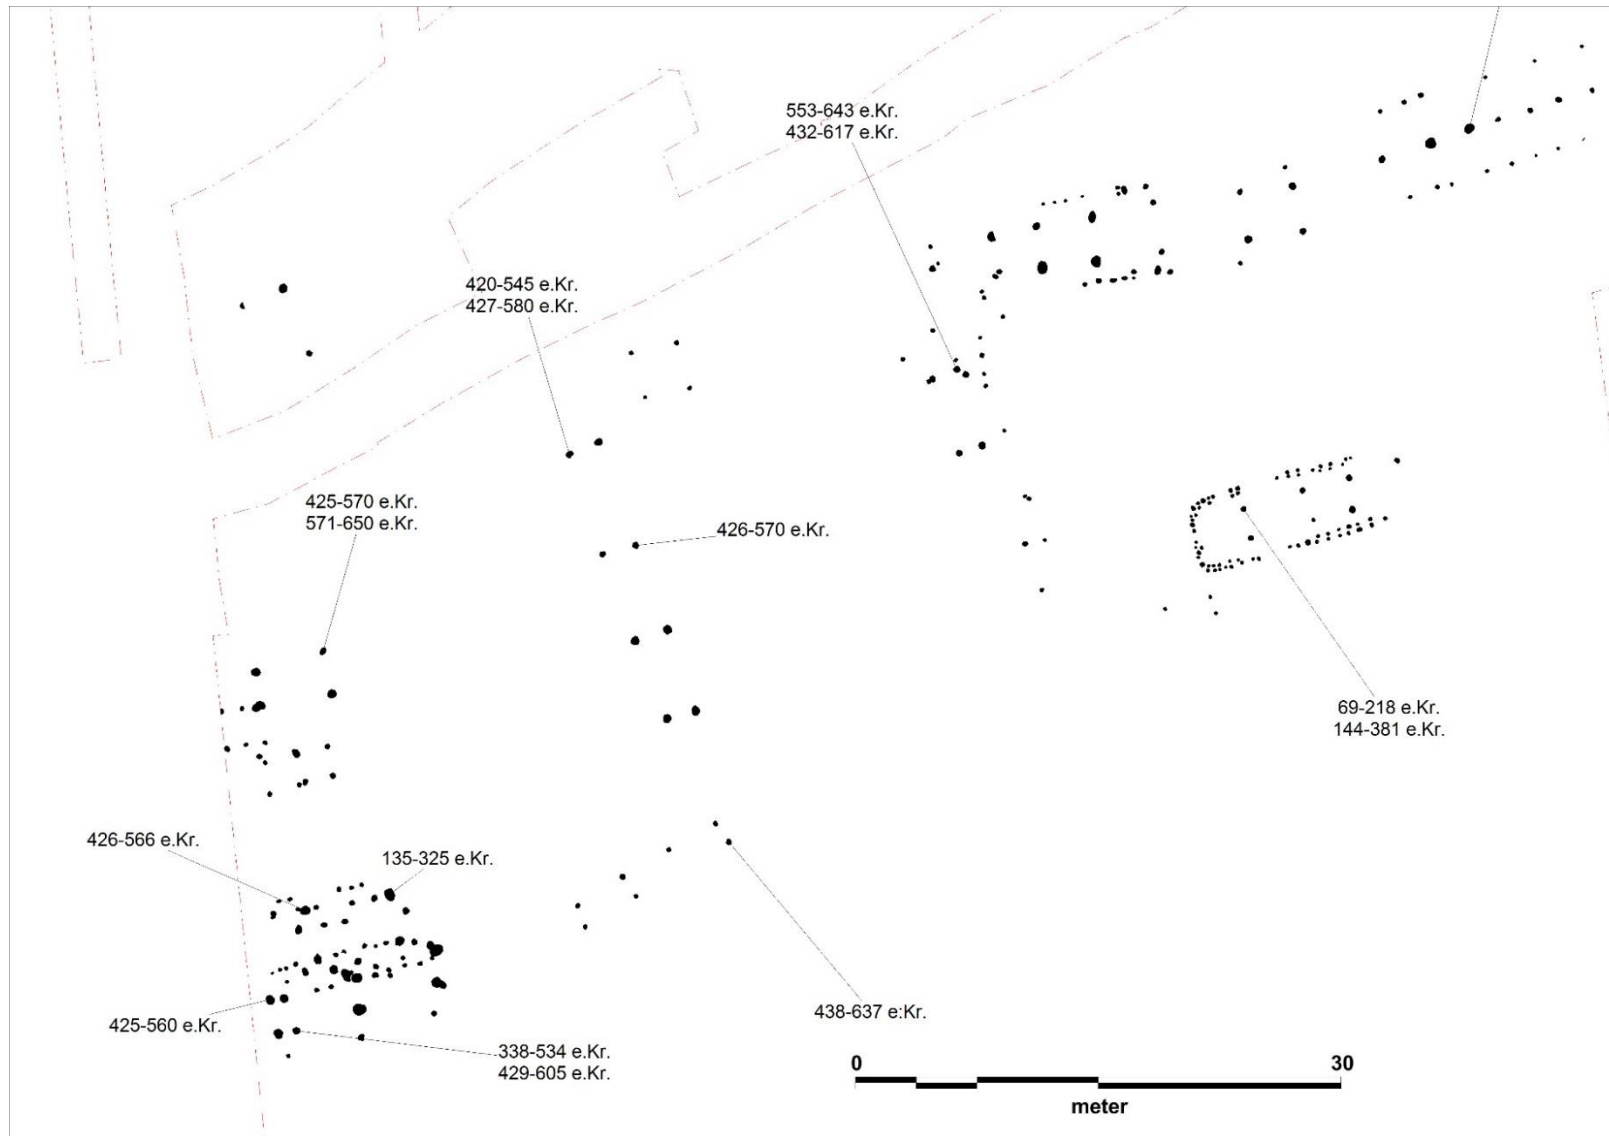 553-643 e.Kr.
432-617 e.Kr.
420-545 e.Kr.
427-580 e.Kr.
425-570 e.Kr.
571-650 e.Kr.
426-570 e.Kr.
69-218 e.Kr.
144-381 e.Kr.
426-566 e.Kr.
135-325 e.Kr.
425-560 e.Kr.
438-637 e:Kr.
338-534 e.Kr.
429-605 e.Kr.
0 30
meter